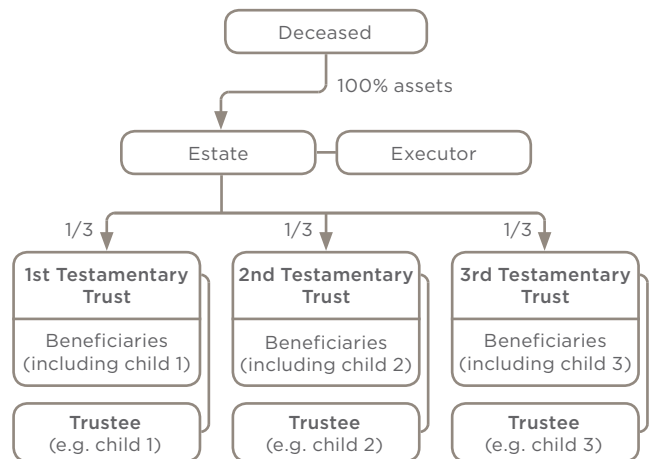 Deceased
100% assets
Estate
Executor
1/3
1/3
1/3
1st Testamentary
Trust
Beneficiaries
(including child 1)
Trustee
(e.g. child 1)
2nd Testamentary
Trust
Beneficiaries
(including child 2)
Trustee
(e.g. child 2)
3rd Testamentary
Trust
Beneficiaries
(including child 3)
Trustee
(e.g. child 3)